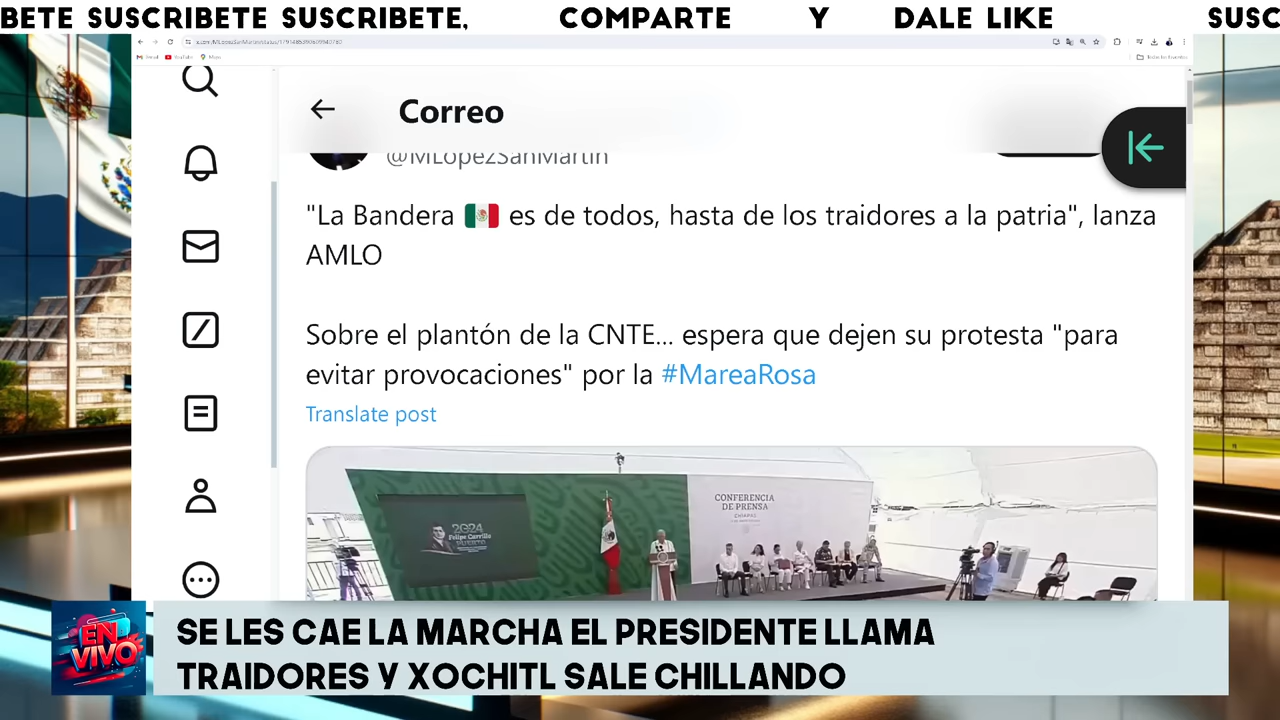 BETE SUSCRIBETE SUSCRIBETE, COMPARTE Y DALE LIKE SUSC
Correo
@MLopezSanMartin
"La Bandera 🇲🇽 es de todos, hasta de los traidores a la patria", lanza
AMLO
Sobre el plantón de la CNTE... espera que dejen su protesta "para
evitar provocaciones" por la #MareaRosa
Translate post
CONFERENCIA
DE PRENSA
CHIAPAS
2024
Felipe Carrillo
PUERTO
EN
VIVO
SE LES CAE LA MARCHA EL PRESIDENTE LLAMA
TRAIDORES Y XOCHITL SALE CHILLANDO